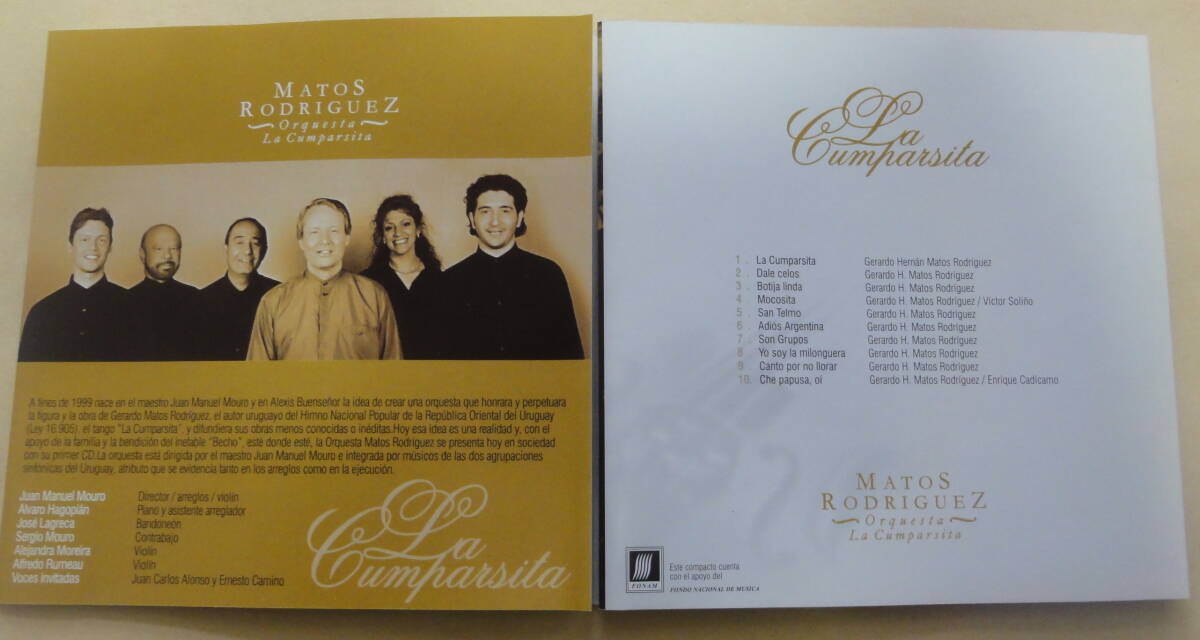 MATOS
RODRIGUEZ
Orquesta
La Cumparsita
A fines de 1999 nace en el maestro Juan Manuel Mouro y en Alexis Buenseñor la idea de crear una orquesta que honrara y perpetuara
la figura y la obra de Gerardo Matos Rodríguez, el autor uruguayo del Himno Nacional Popular de la República Oriental del Uruguay
(Ley 16.905), el tango "La Cumparsita", y difundiera sus obras menos conocidas o inéditas.Hoy esa idea es una realidad y, con el
apoyo de la familia y la bendición del inefable "Becho", esté donde esté, la Orquesta Matos Rodríguez se presenta hoy en sociedad
con su primer CD.La orquesta está dirigida por el maestro Juan Manuel Mouro e integrada por músicos de las dos agrupaciones
sinfónicas del Uruguay, atributo que se evidencia tanto en los arreglos como en la ejecución.
Juan Manuel Mouro Director / arreglos / violín
Alvaro Hagopián Piano y asistente arreglador
José Lagreca Bandoneón
Sergio Mouro Contrabajo
Alejandra Moreira Violín
Alfredo Rumeau Violín
Voces invitadas Juan Carlos Alonso y Ernesto Camino
La
Cumparsita
La
Cumparsita
1. La Cumparsita Gerardo Hernán Matos Rodríguez
2. Dale celos Gerardo H. Matos Rodríguez
3. Botija linda Gerardo H. Matos Rodríguez
4. Mocosita Gerardo H. Matos Rodríguez / Víctor Soliño
5. San Telmo Gerardo H. Matos Rodríguez
6. Adiós Argentina Gerardo H. Matos Rodríguez
7. Son Grupos Gerardo H. Matos Rodríguez
8. Yo soy la milonguera Gerardo H. Matos Rodríguez
9. Canto por no llorar Gerardo H. Matos Rodríguez
10. Che papusa, oí Gerardo H. Matos Rodríguez / Enrique Cadícamo
MATOS
RODRIGUEZ
Orquesta
La Cumparsita
FONAM
Este compacto cuenta
con el apoyo del
FONDO NACIONAL DE MUSICA